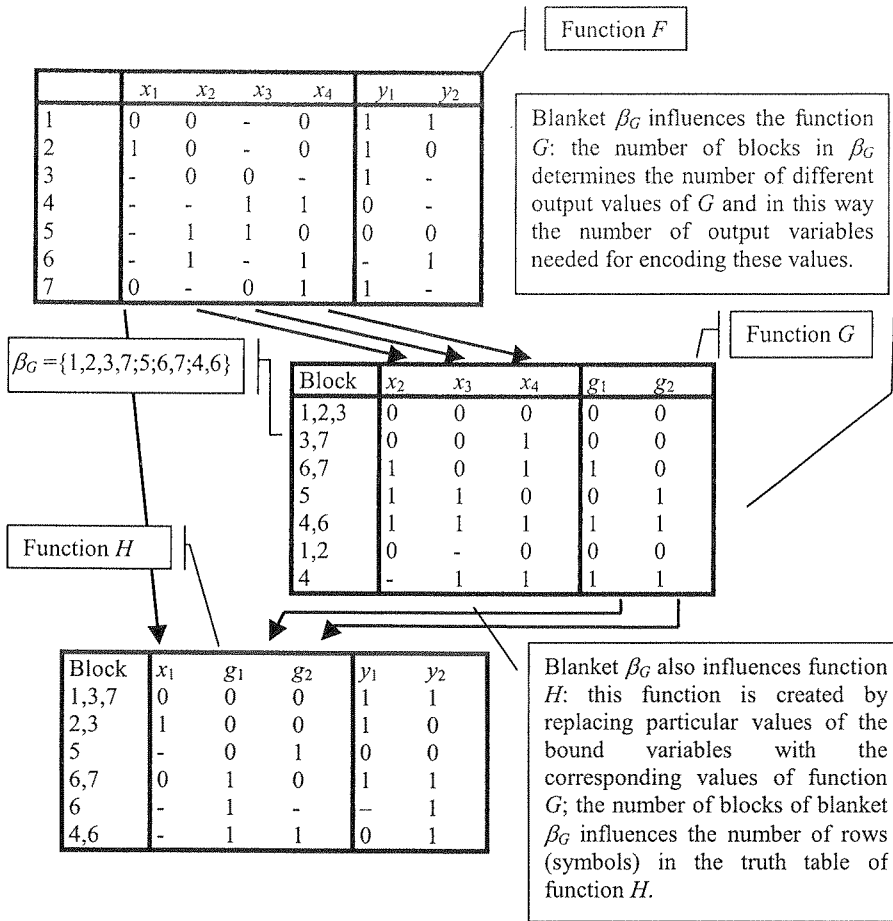 Function F
x1 x2 x3 x4 y1 y2
1 0 0 - 0 1 1
2 1 0 - 0 1 0
3 - 0 0 - 1 -
4 - - 1 1 0 -
5 - 1 1 0 0 0
6 - 1 - 1 - 1
7 0 - 0 1 1 -
Blanket βG influences the function
G: the number of blocks in βG
determines the number of different
output values of G and in this way
the number of output variables
needed for encoding these values.
Function G
βG ={1,2,3,7;5;6,7;4,6}
Block x2 x3 x4 g1 g2
1,2,3 0 0 0 0 0
3,7 0 0 1 0 0
6,7 1 0 1 1 0
5 1 1 0 0 1
4,6 1 1 1 1 1
1,2 0 - 0 0 0
4 - 1 1 1 1
Function H
Block x1 g1 g2 y1 y2
1,3,7 0 0 0 1 1
2,3 1 0 0 1 0
5 - 0 1 0 0
6,7 0 1 0 1 1
6 - 1 - – 1
4,6 - 1 1 0 1
Blanket βG also influences function
H: this function is created by
replacing particular values of the
bound variables with the
corresponding values of function
G; the number of blocks of blanket
βG influences the number of rows
(symbols) in the truth table of
function H.